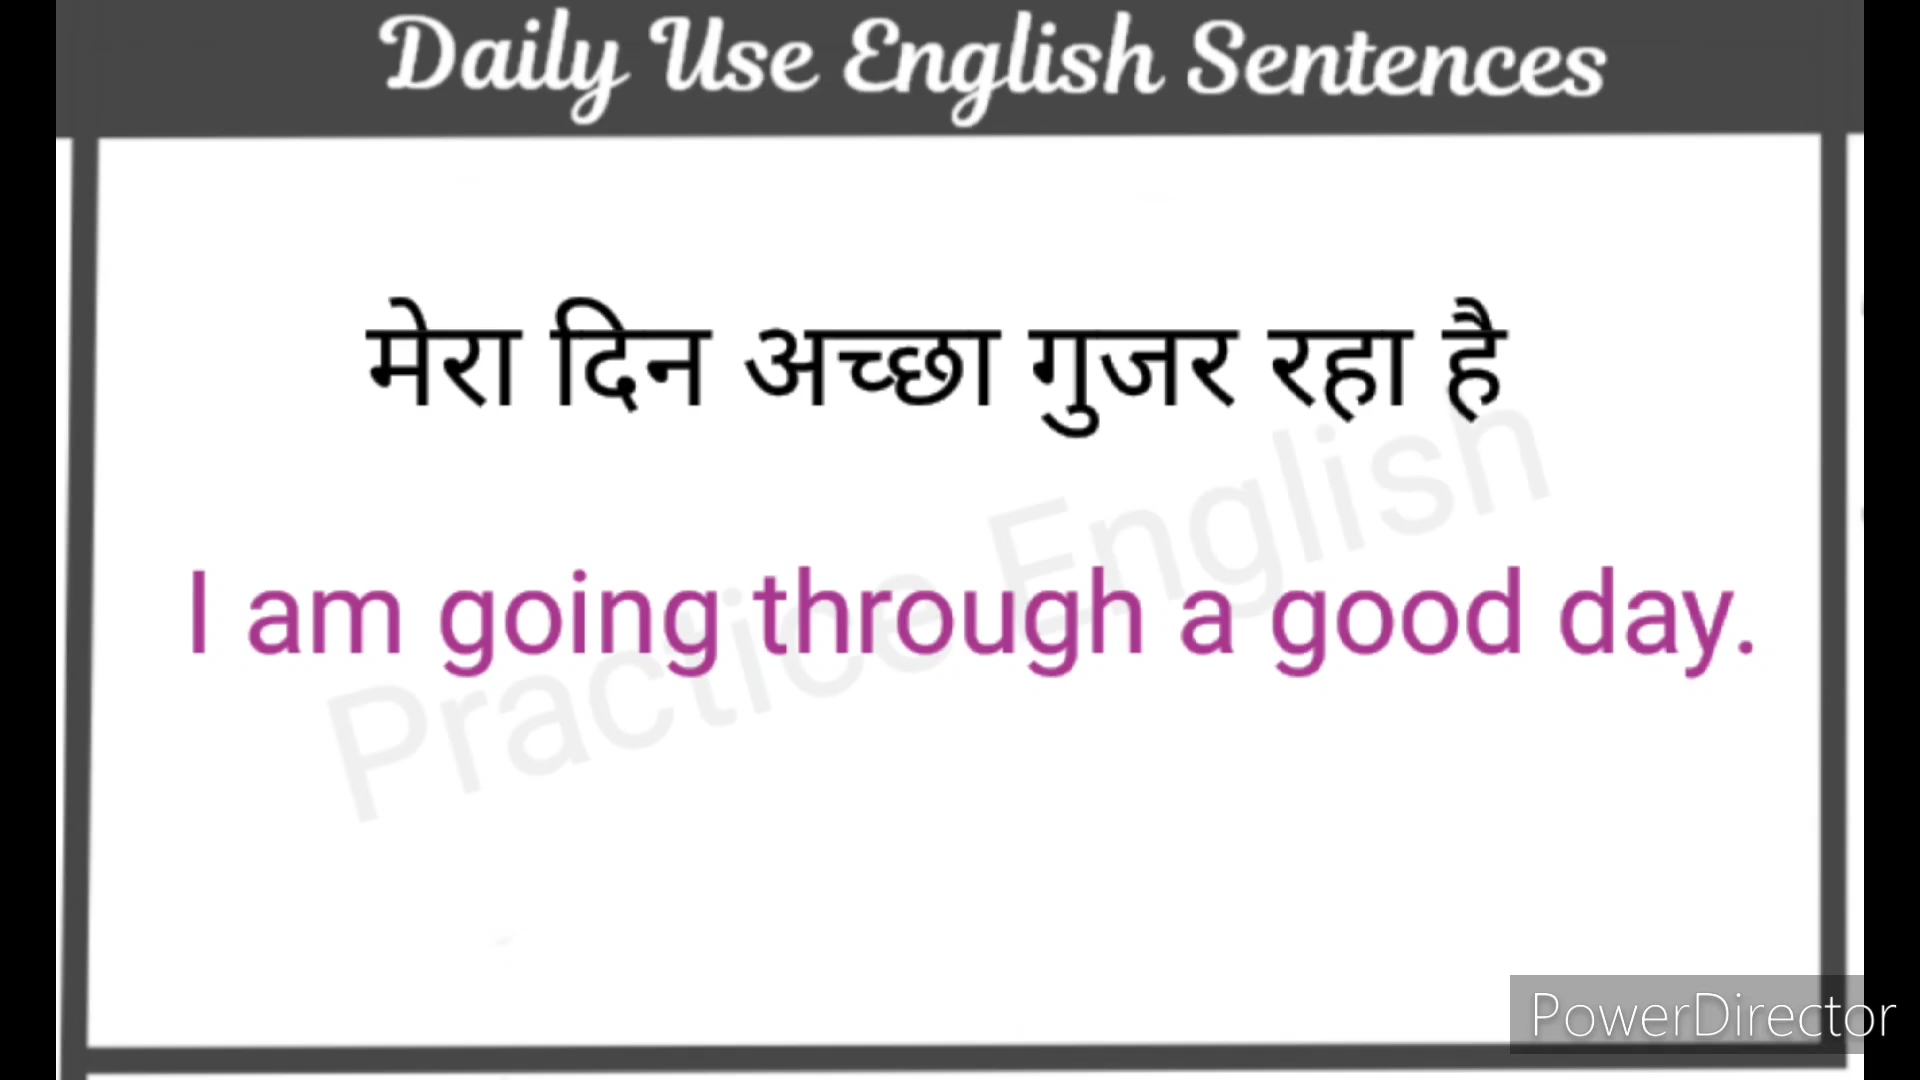 Daily Use English Sentences
मेरा दिन अच्छा गुजर रहा है
I am going through a good day.
Practice English
PowerDirector